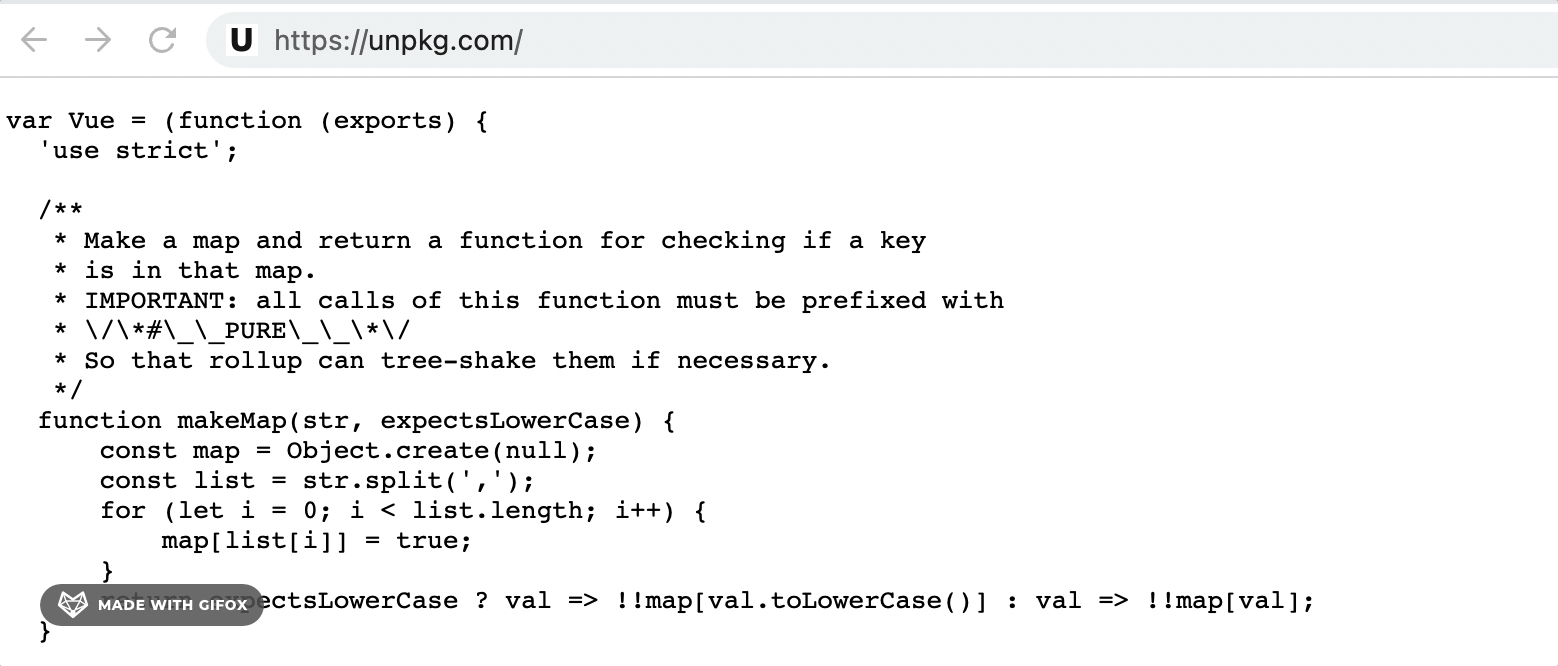 U https://unpkg.com/
var Vue = (function (exports) {
  'use strict';

  /**
   * Make a map and return a function for checking if a key
   * is in that map.
   * IMPORTANT: all calls of this function must be prefixed with
   * \/\*#\_\_PURE\_\_\*\/
   * So that rollup can tree-shake them if necessary.
   */
  function makeMap(str, expectsLowerCase) {
      const map = Object.create(null);
      const list = str.split(',');
      for (let i = 0; i < list.length; i++) {
          map[list[i]] = true;
      }
      return expectsLowerCase ? val => !!map[val.toLowerCase()] : val => !!map[val];
MADE WITH GIFOX
  }